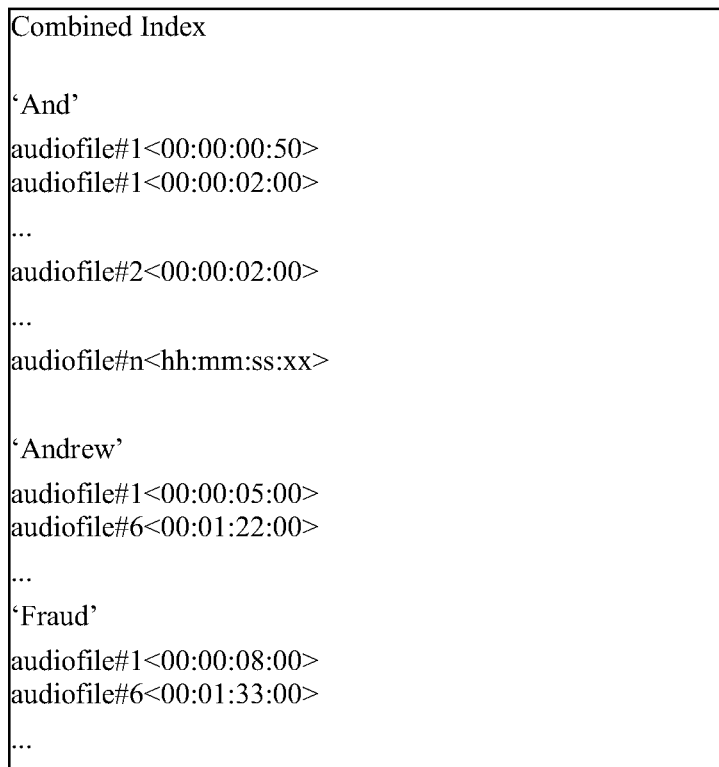 Combined Index
‘And’
audiofile#1<00:00:00:50>
audiofile#1<00:00:02:00>
...
audiofile#2<00:00:02:00>
...
audiofile#n<hh:mm:ss:xx>
‘Andrew’
audiofile#1<00:00:05:00>
audiofile#6<00:01:22:00>
...
‘Fraud’
audiofile#1<00:00:08:00>
audiofile#6<00:01:33:00>
...